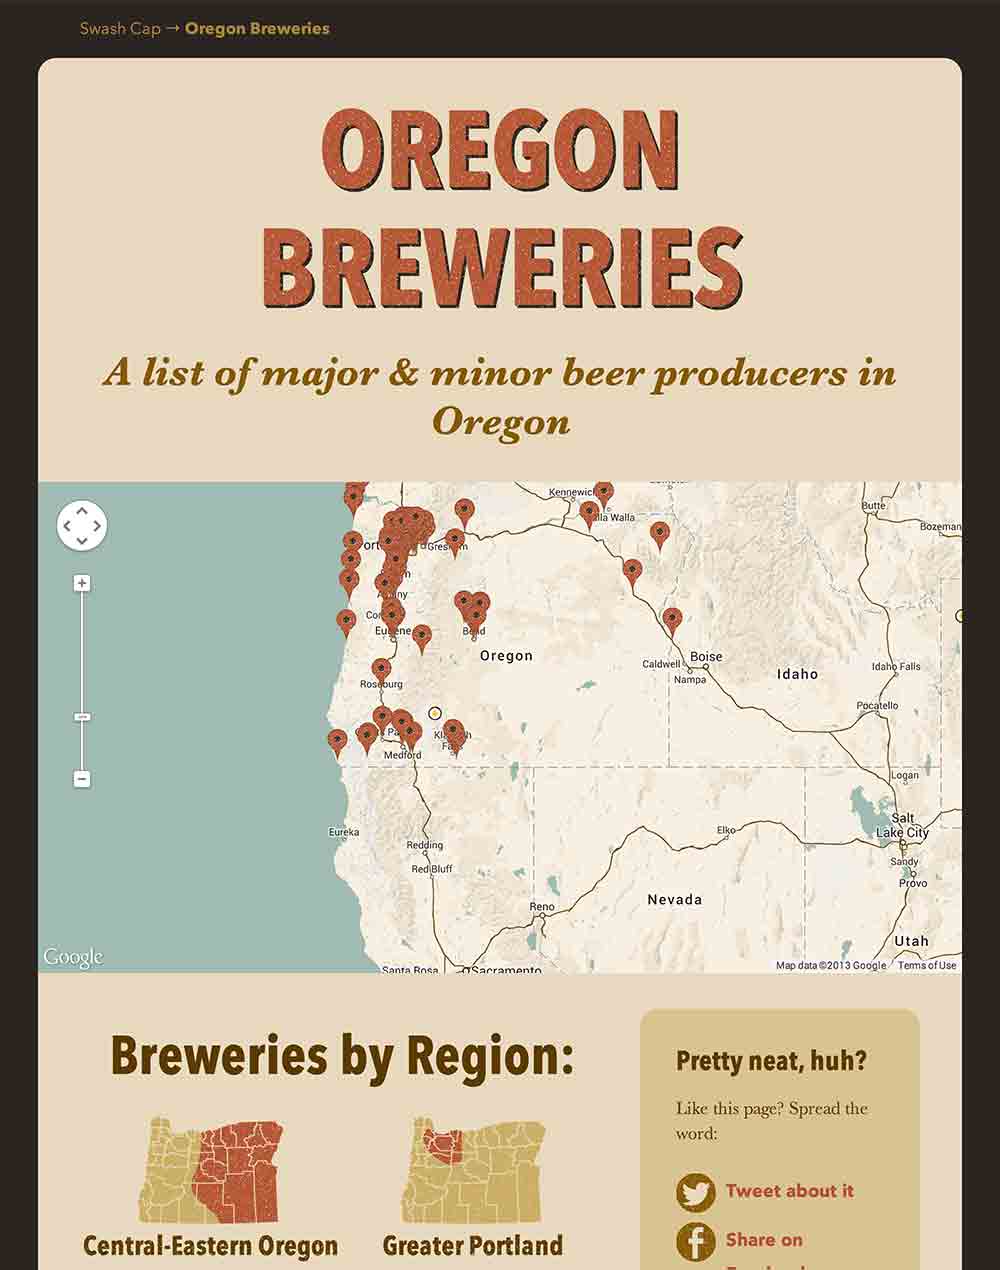 Swash Cap → Oregon Breweries
OREGON
BREWERIES
A list of major & minor beer producers in
Oregon
Kennewick
Walla
Butte
Bozeman
Gresham
Eugene
Bend
Oregon
Caldwell
Boise
Nampa
Idaho
Idaho Falls
Roseburg
Pocatello
Medford
Logan
Eureka
Elko
Salt
Lake City
Redding
Red Bluff
Sandy
Provo
Reno
Nevada
Utah
Google
Santa Rosa
Sacramento
Map data ©2013 Google
Terms of Use
Breweries by Region:
Central-Eastern Oregon
Greater Portland
Pretty neat, huh?
Like this page? Spread the
word:
Tweet about it
Share on